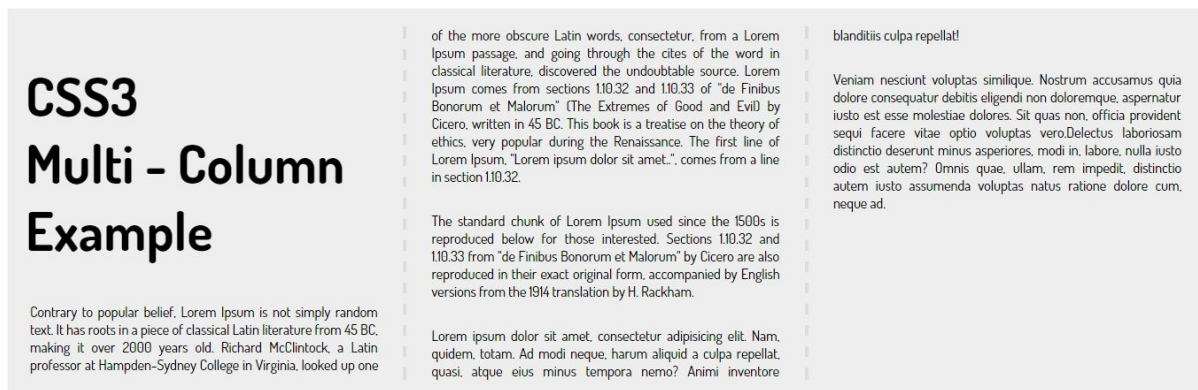 CSS3
Multi - Column
Example
Contrary to popular belief, Lorem Ipsum is not simply random
text. It has roots in a piece of classical Latin literature from 45 BC,
making it over 2000 years old. Richard McClintock, a Latin
professor at Hampden-Sydney College in Virginia, looked up one
of the more obscure Latin words, consectetur, from a Lorem
Ipsum passage, and going through the cites of the word in
classical literature, discovered the undoubtable source. Lorem
Ipsum comes from sections 1.10.32 and 1.10.33 of "de Finibus
Bonorum et Malorum" (The Extremes of Good and Evil) by
Cicero, written in 45 BC. This book is a treatise on the theory of
ethics, very popular during the Renaissance. The first line of
Lorem Ipsum, "Lorem ipsum dolor sit amet..", comes from a line
in section 1.10.32.
The standard chunk of Lorem Ipsum used since the 1500s is
reproduced below for those interested. Sections 1.10.32 and
1.10.33 from "de Finibus Bonorum et Malorum" by Cicero are also
reproduced in their exact original form, accompanied by English
versions from the 1914 translation by H. Rackham.
Lorem ipsum dolor sit amet, consectetur adipisicing elit. Nam,
quidem, totam. Ad modi neque, harum aliquid a culpa repellat,
quasi, atque eius minus tempora nemo? Animi inventore
blanditiis culpa repellat!
Veniam nesciunt voluptas similique. Nostrum accusamus quia
dolore consequatur debitis eligendi non doloremque, aspernatur
iusto est esse molestiae dolores. Sit quas non, officia provident
sequi facere vitae optio voluptas vero.Delectus laboriosam
distinctio deserunt minus asperiores, modi in, labore, nulla iusto
odio est autem? Omnis quae, ullam, rem impedit, distinctio
autem iusto assumenda voluptas natus ratione dolore cum,
neque ad.